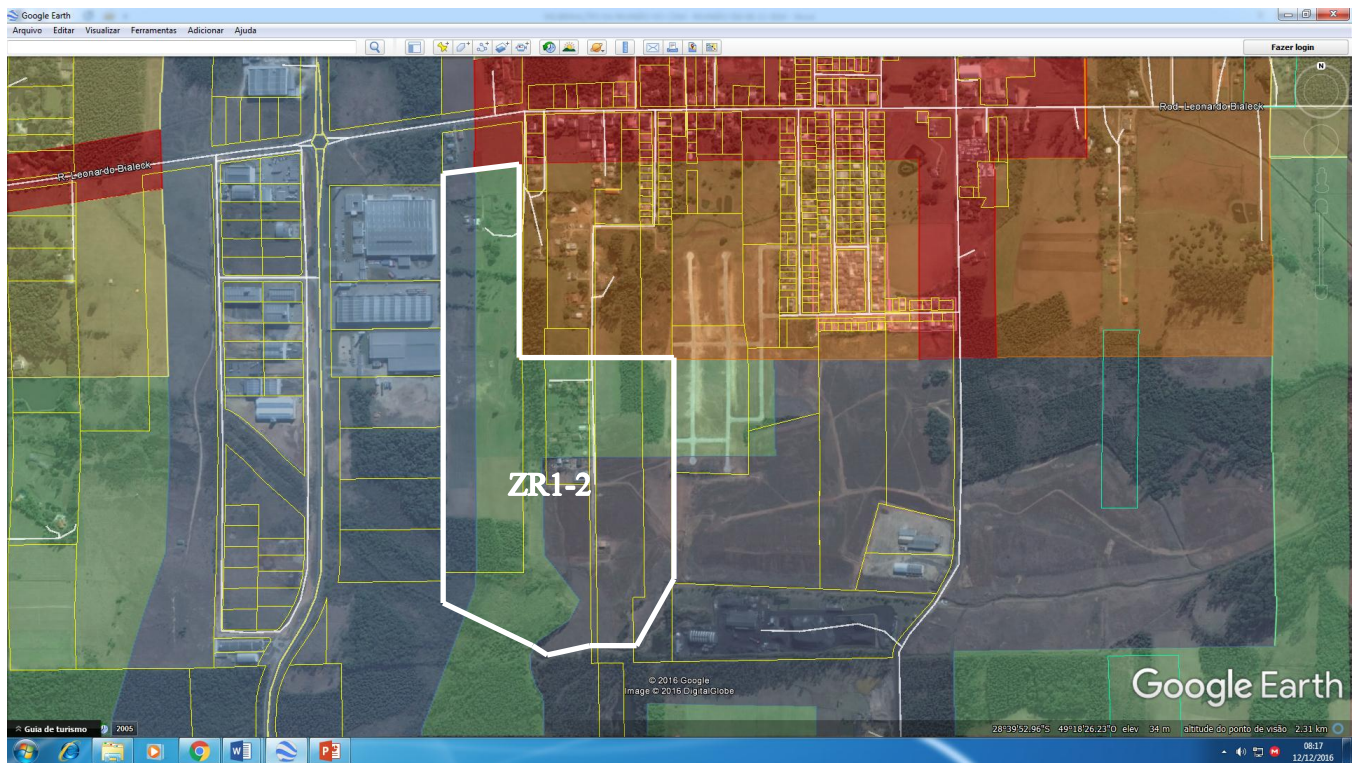 Google Earth
Arquivo Editar Visualizar Ferramentas Adicionar Ajuda
Fazer login
N
Rod. Leonardo Bialeck
R. Leonardo Bialeck
ZR1-2
© 2016 Google
Image © 2016 DigitalGlobe
Google Earth
Guia de turismo
2005
28°39'52.96"S 49°18'26.23"O elev 34 m altitude do ponto de visão 2.31 km
08:17
12/12/2016